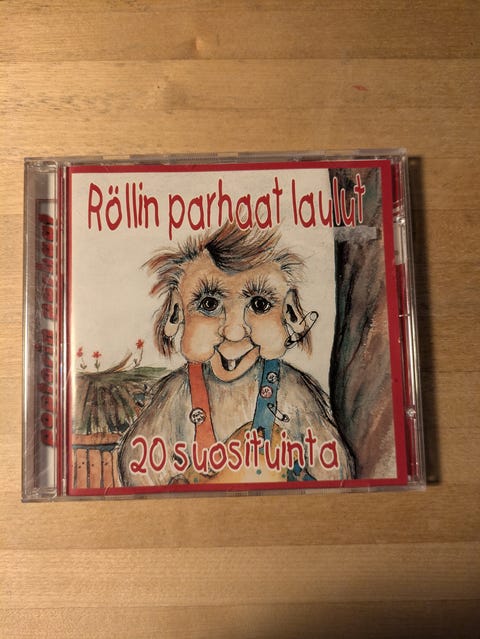 Röllin parhaat laulut
20 suosituinta